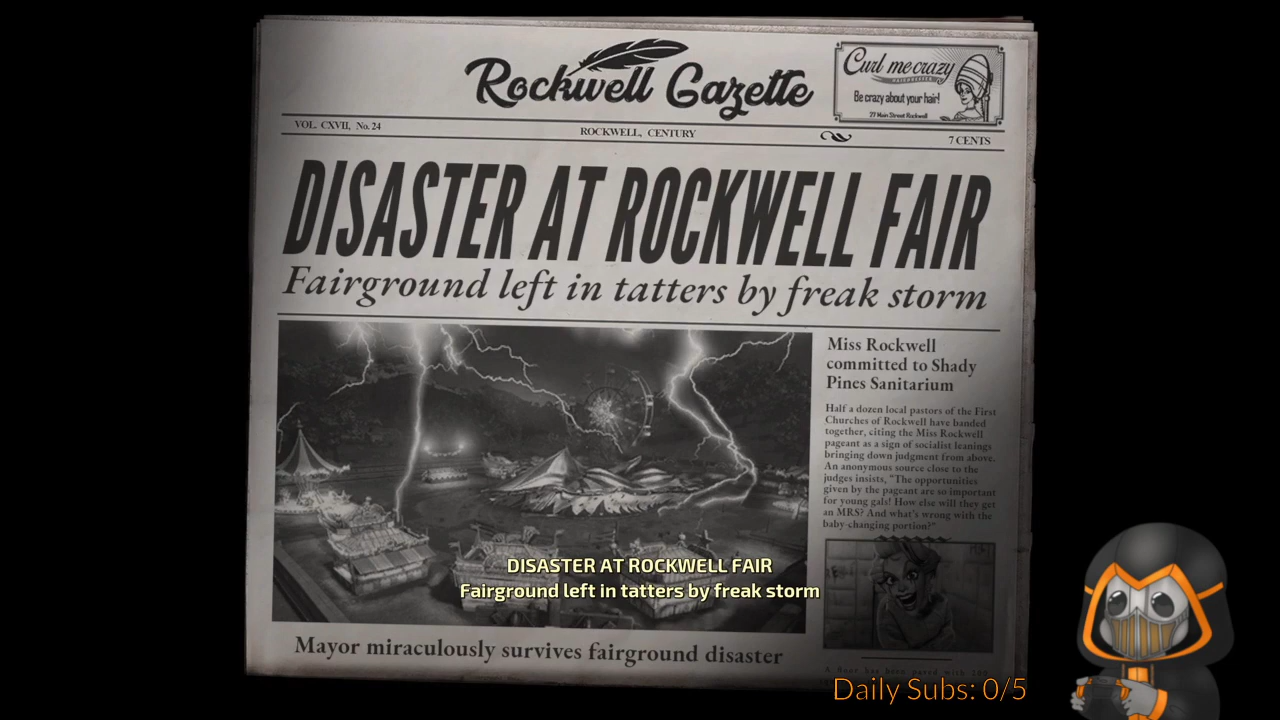 Rockwell Gazette
Curl me crazy
Be crazy about your hair!
27 Main Street Rockwell
VOL. CXVII, No. 24
ROCKWELL, CENTURY
7 CENTS
DISASTER AT ROCKWELL FAIR
Fairground left in tatters by freak storm
Miss Rockwell
committed to Shady
Pines Sanitarium
Half a dozen local pastors of the First
Churches of Rockwell have banded
together, citing the Miss Rockwell
pageant as a sign of socialist leanings
bringing down judgment from above.
An anonymous source close to the
judges insists, "The opportunities
given by the pageant are so important
for young gals! How else will they get
an MRS? And what's wrong with the
baby-changing portion?"
DISASTER AT ROCKWELL FAIR
Fairground left in tatters by freak storm
Mayor miraculously survives fairground disaster
Daily Subs: 0/5